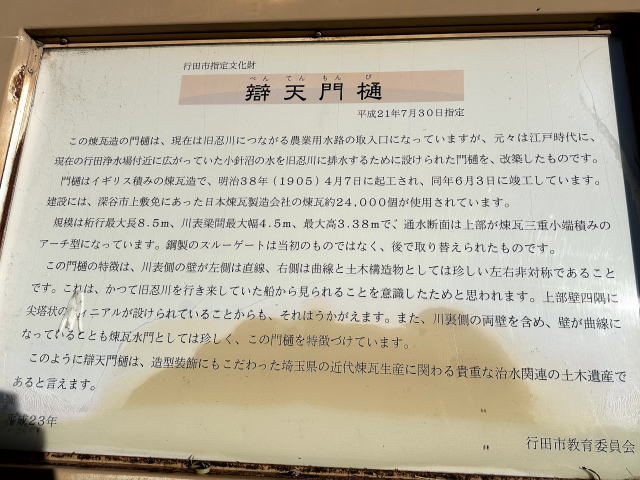 行田市指定文化財
べんてんもんぴ
辯天門樋
平成21年7月30日指定
この煉瓦造の門樋は、現在は旧忍川につながる農業用水路の取入口になっていますが、元々は江戸時代に、
現在の行田浄水場付近に広がっていた小針沼の水を旧忍川に排水するために設けられた門樋を、改築したものです。
門樋はイギリス積みの煉瓦造で、明治38年（1905）4月7日に起工され、同年6月3日に竣工しています。
建設には、深谷市上敷免にあった日本煉瓦製造会社の煉瓦約24,000個が使用されています。
規模は桁行最大長8.5m、川表梁間最大幅4.5m、最大高3.38mで、通水断面は上部が煉瓦三重小端積みの
アーチ型になっています。鋼製のスルーゲートは当初のものではなく、後で取り替えられたものです。
この門樋の特徴は、川表側の壁が左側は直線、右側は曲線と土木構造物としては珍しい左右非対称であること
です。これは、かつて旧忍川を行き来していた船から見られることを意識したためと思われます。上部壁四隅に
尖塔状のフィニアルが設けられていることからも、それはうかがえます。また、川裏側の両壁を含め、壁が曲線に
なっていることも煉瓦水門としては珍しく、この門樋を特徴づけています。
このように辯天門樋は、造型装飾にもこだわった埼玉県の近代煉瓦生産に関わる貴重な治水関連の土木遺産で
あると言えます。
平成23年
行田市教育委員会